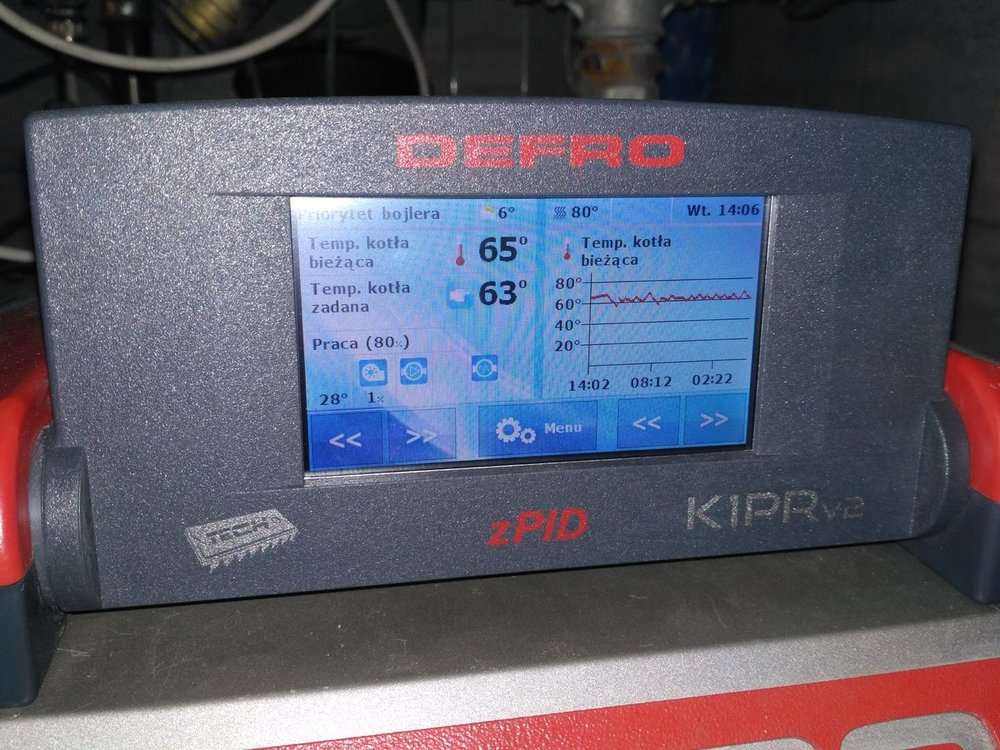 DEFRO
Priorytet bojlera 6° 80° Wt. 14:06
Temp. kotła bieżąca 65°
Temp. kotła zadana 63°
Praca (80%)
28° 1%
Temp. kotła bieżąca
80°
60°
40°
20°
14:02 08:12 02:22
<< >> Menu << >>
TECH
zPID
K1PRv2